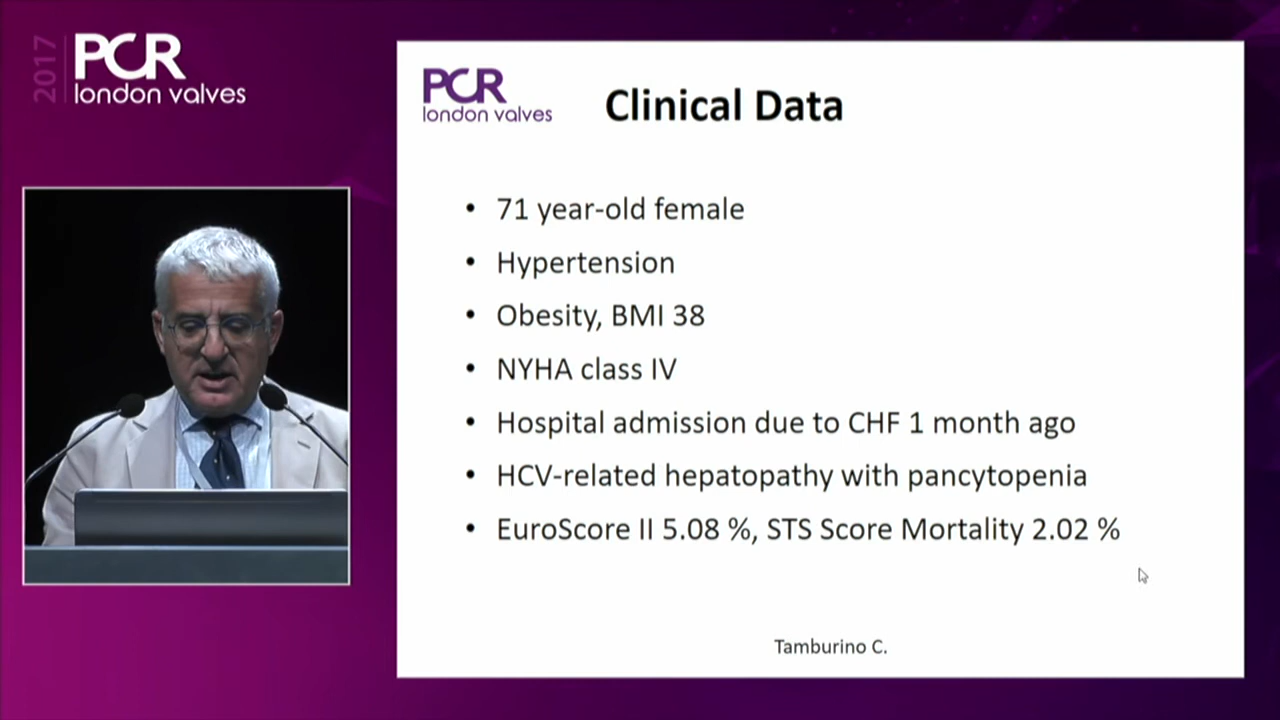 2017
PCR
london valves
PCR
london valves
Clinical Data
• 71 year-old female
• Hypertension
• Obesity, BMI 38
• NYHA class IV
• Hospital admission due to CHF 1 month ago
• HCV-related hepatopathy with pancytopenia
• EuroScore II 5.08 %, STS Score Mortality 2.02 %
Tamburino C.